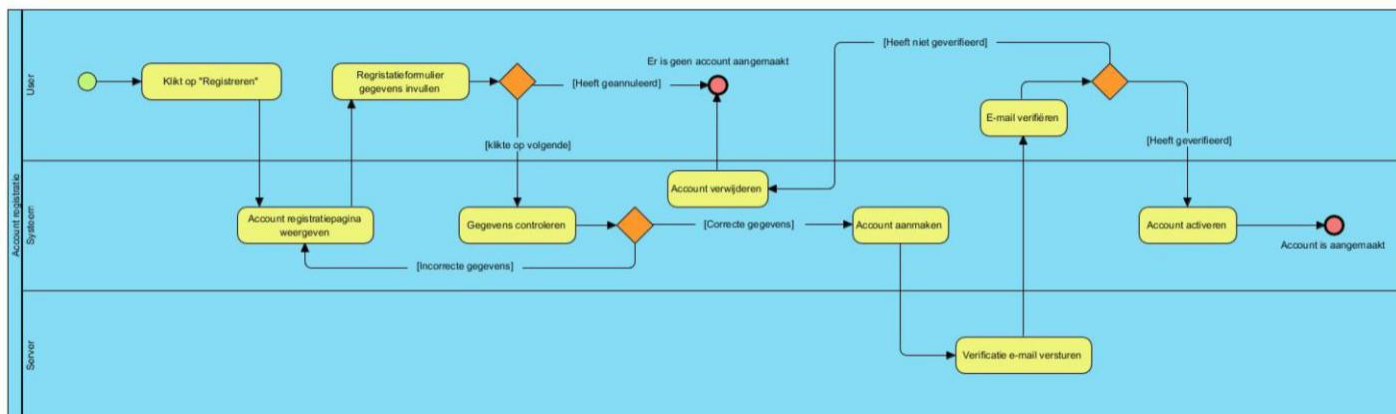 Account registratie
User
Klikt op "Registreren"
Regristatieformulier
gegevens invullen
[Heeft geannuleerd]
Er is geen account aangemaakt
[klikte op volgende]
[Heeft niet geverifieerd]
E-mail verifiëren
[Heeft geverifieerd]
Systeem
Account registratiepagina
weergeven
Gegevens controleren
[Incorrecte gegevens]
[Correcte gegevens]
Account verwijderen
Account aanmaken
Account activeren
Account is aangemaakt
Server
Verificatie e-mail versturen